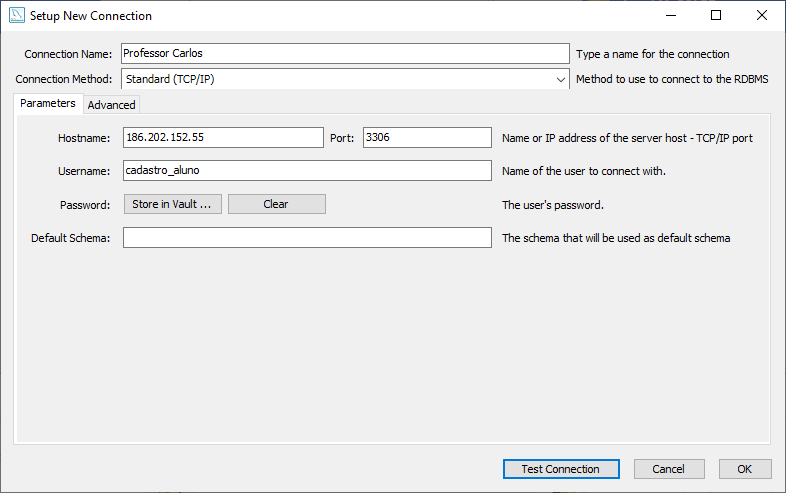 Setup New Connection
Connection Name: Professor Carlos Type a name for the connection
Connection Method: Standard (TCP/IP) Method to use to connect to the RDBMS
Parameters Advanced
Hostname: 186.202.152.55 Port: 3306 Name or IP address of the server host - TCP/IP port
Username: cadastro_aluno Name of the user to connect with.
Password: Store in Vault ... Clear The user's password.
Default Schema: The schema that will be used as default schema
Test Connection Cancel OK